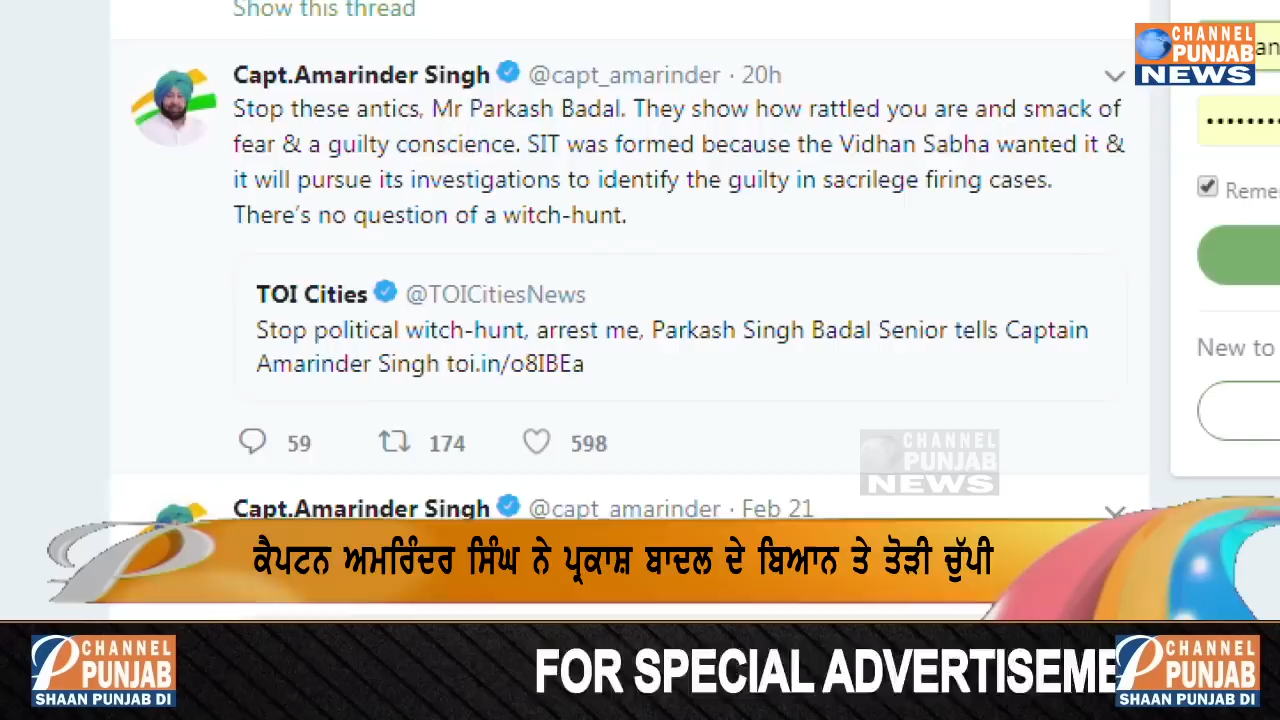 Show this thread
CHANNEL
PUNJAB
NEWS
Capt.Amarinder Singh @capt_amarinder · 20h
Stop these antics, Mr Parkash Badal. They show how rattled you are and smack of
fear & a guilty conscience. SIT was formed because the Vidhan Sabha wanted it &
it will pursue its investigations to identify the guilty in sacrilege firing cases.
There's no question of a witch-hunt.
TOI Cities @TOICitiesNews
Stop political witch-hunt, arrest me, Parkash Singh Badal Senior tells Captain
Amarinder Singh toi.in/o8IBEa
59 174 598
New to
CHANNEL
PUNJAB
NEWS
Capt.Amarinder Singh @capt_amarinder · Feb 21
ਕੈਪਟਨ ਅਮਰਿੰਦਰ ਸਿੰਘ ਨੇ ਪ੍ਰਕਾਸ਼ ਬਾਦਲ ਦੇ ਬਿਆਨ ਤੇ ਤੋੜੀ ਚੁੱਪੀ
CHANNEL
PUNJAB
SHAAN PUNJAB DI
FOR SPECIAL
CHANNEL
PUNJAB
SHAAN PUNJAB DI